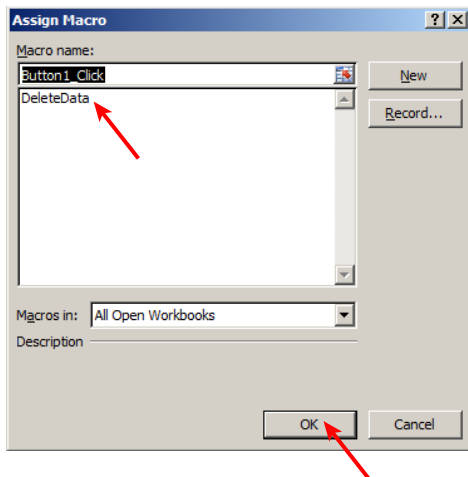 Assign Macro
Macro name:
Button1_Click
New
DeleteData
Record...
Macros in: All Open Workbooks
Description
OK Cancel